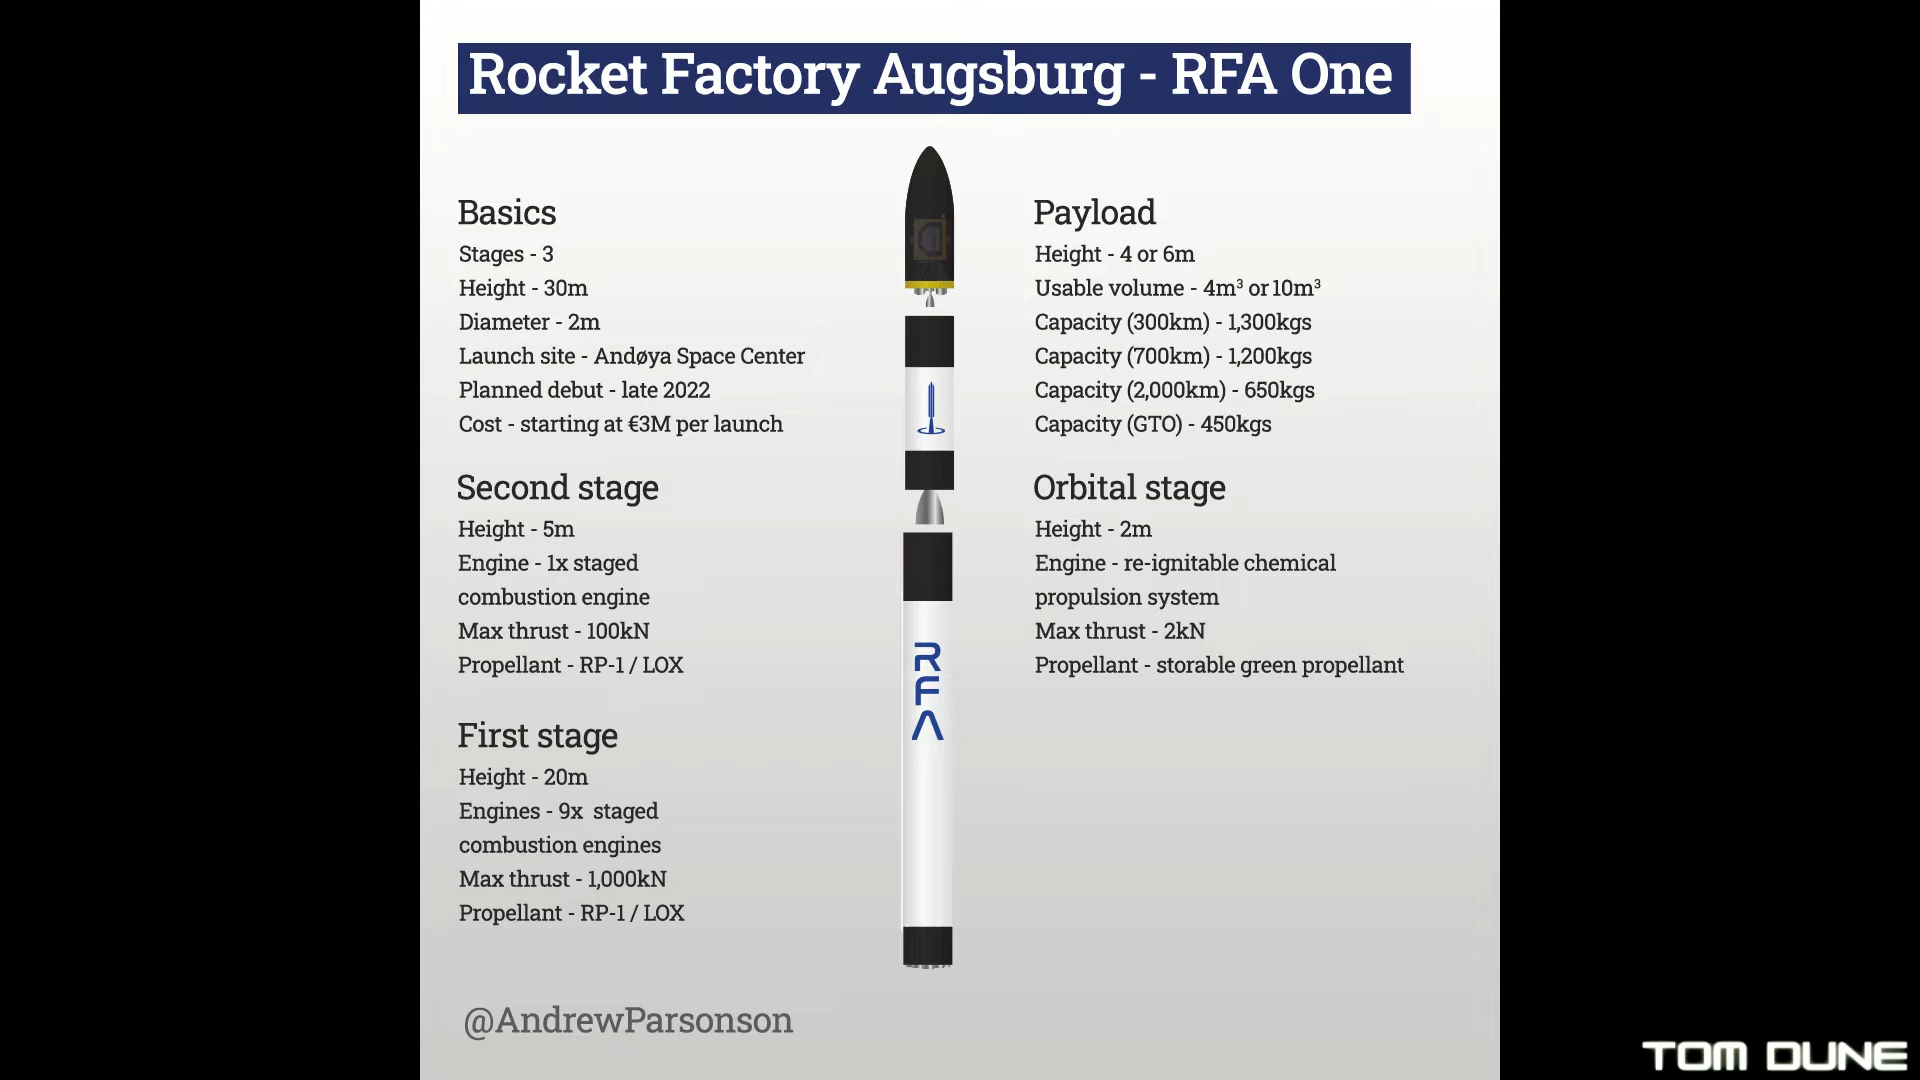 Rocket Factory Augsburg - RFA One
Basics
Stages - 3
Height - 30m
Diameter - 2m
Launch site - Andøya Space Center
Planned debut - late 2022
Cost - starting at €3M per launch
Second stage
Height - 5m
Engine - 1x staged
combustion engine
Max thrust - 100kN
Propellant - RP-1 / LOX
First stage
Height - 20m
Engines - 9x  staged
combustion engines
Max thrust - 1,000kN
Propellant - RP-1 / LOX
R
F
A
Payload
Height - 4 or 6m
Usable volume - 4m³ or 10m³
Capacity (300km) - 1,300kgs
Capacity (700km) - 1,200kgs
Capacity (2,000km) - 650kgs
Capacity (GTO) - 450kgs
Orbital stage
Height - 2m
Engine - re-ignitable chemical
propulsion system
Max thrust - 2kN
Propellant - storable green propellant
@AndrewParsonson
TOM DUNE